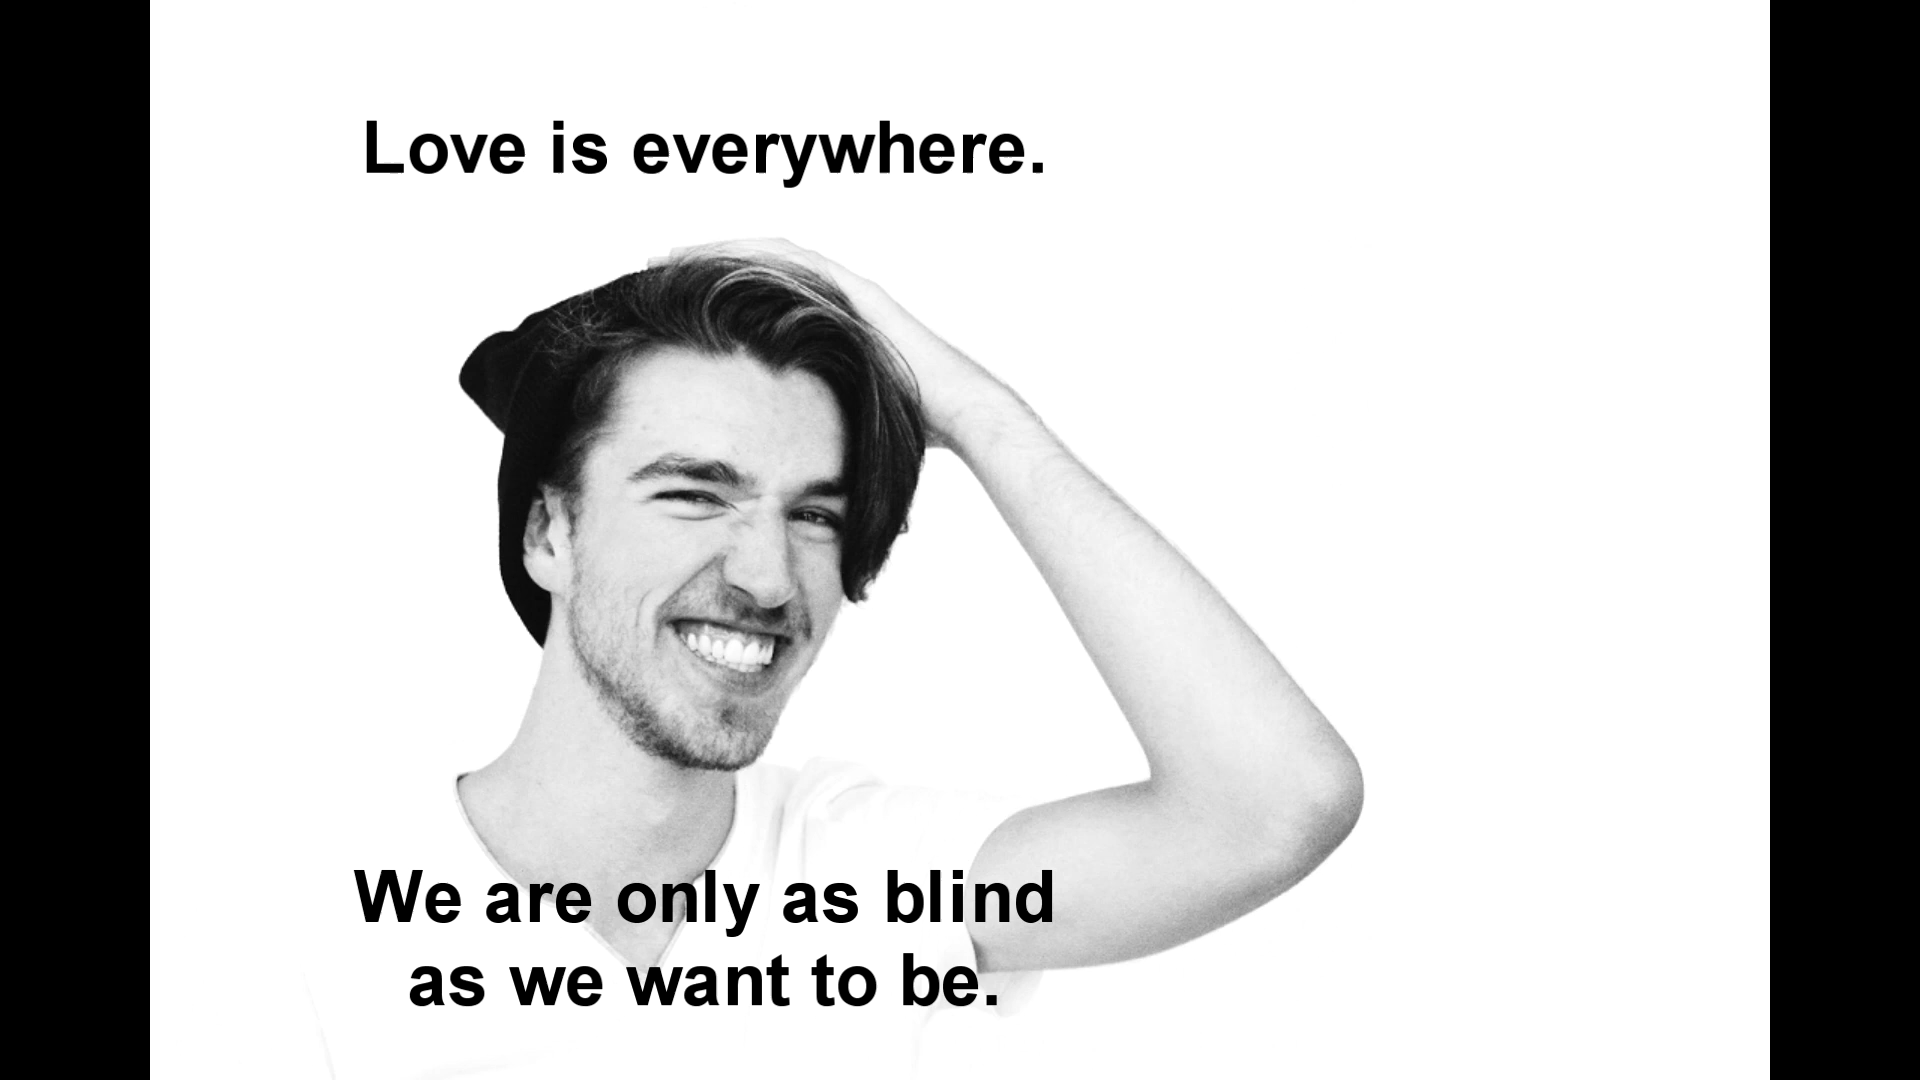 Love is everywhere.
We are only as blind
as we want to be.